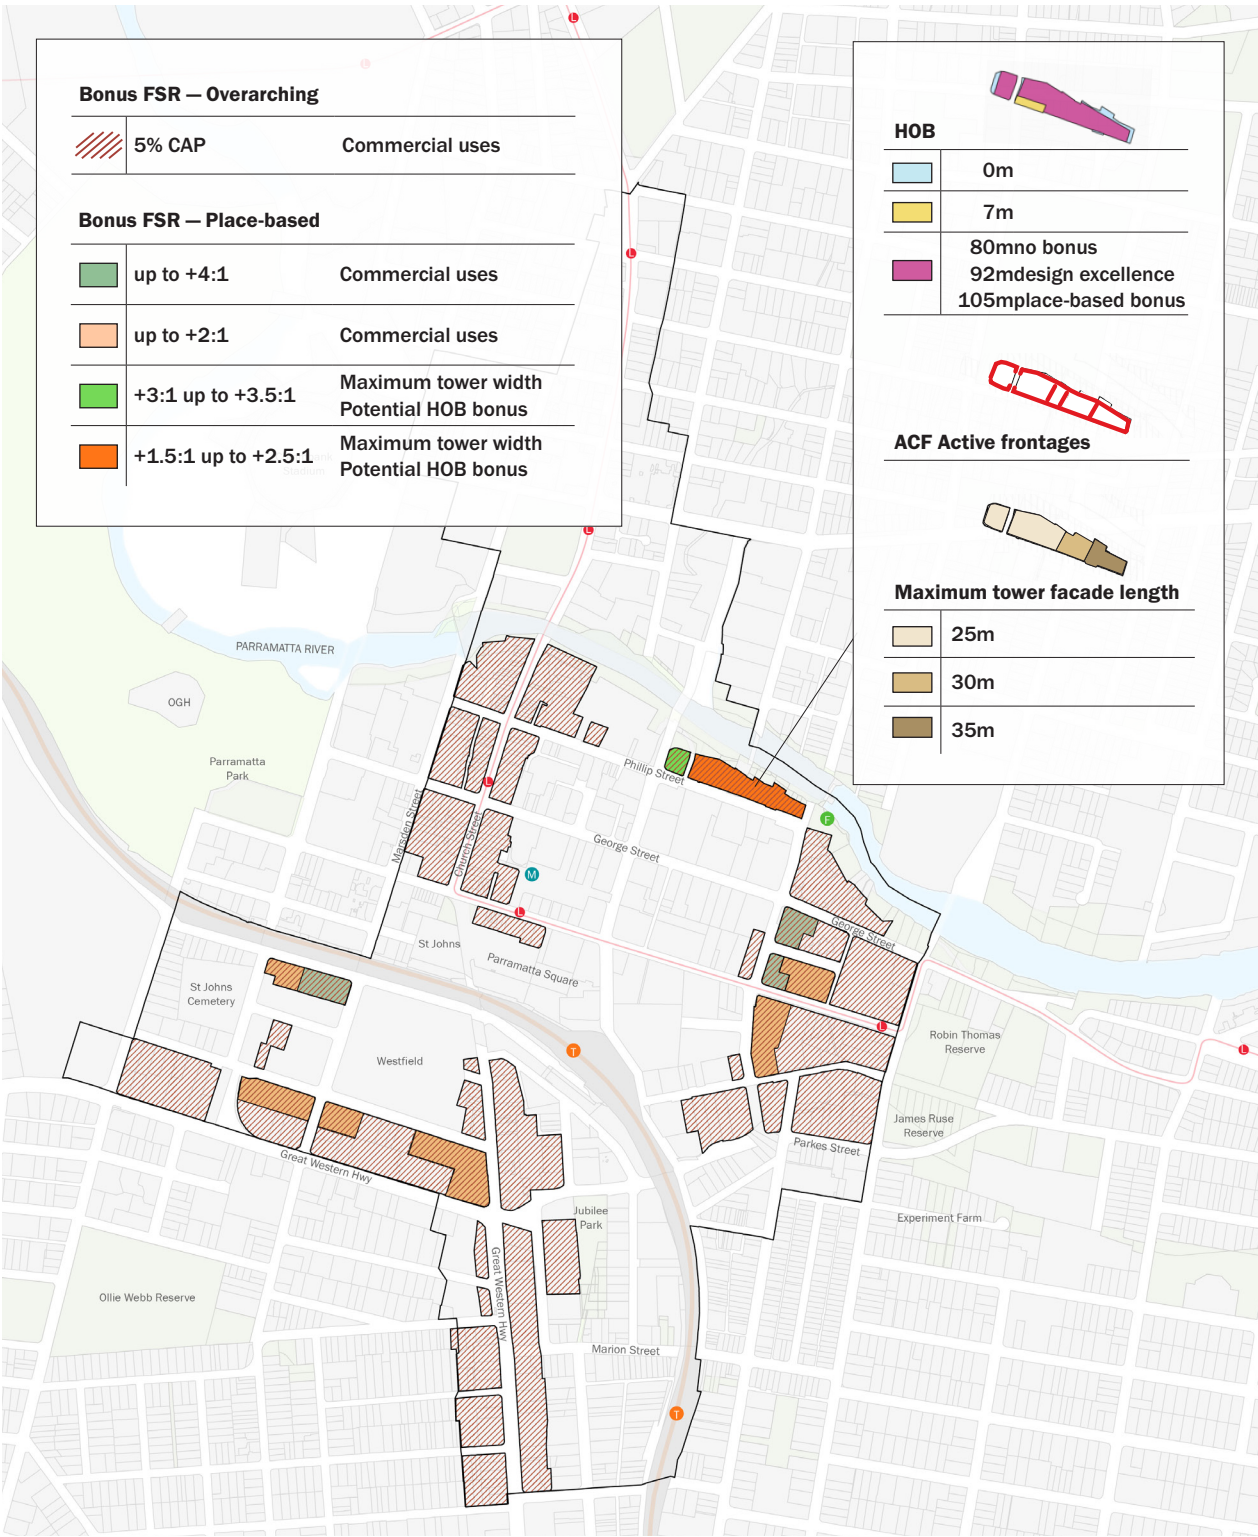 Bonus FSR — Overarching
5% CAP Commercial uses
Bonus FSR — Place-based
up to +4:1 Commercial uses
up to +2:1 Commercial uses
+3:1 up to +3.5:1 Maximum tower width
Potential HOB bonus
+1.5:1 up to +2.5:1 Maximum tower width
Potential HOB bonus
HOB
0m
7m
80mno bonus
92mdesign excellence
105mplace-based bonus
ACF Active frontages
Maximum tower facade length
25m
30m
35m
L
L
L
L
PARRAMATTA RIVER
OGH
Parramatta
Park
Phillip Street
Marsden Street
Church Street
L
George Street
F
M
L
George Street
St Johns
Parramatta Square
St Johns
Cemetery
L
Robin Thomas
Reserve
L
T
Westfield
James Ruse
Reserve
Parkes Street
Great Western Hwy
Jubilee
Park
Experiment Farm
Great Western Hwy
Ollie Webb Reserve
Marion Street
T